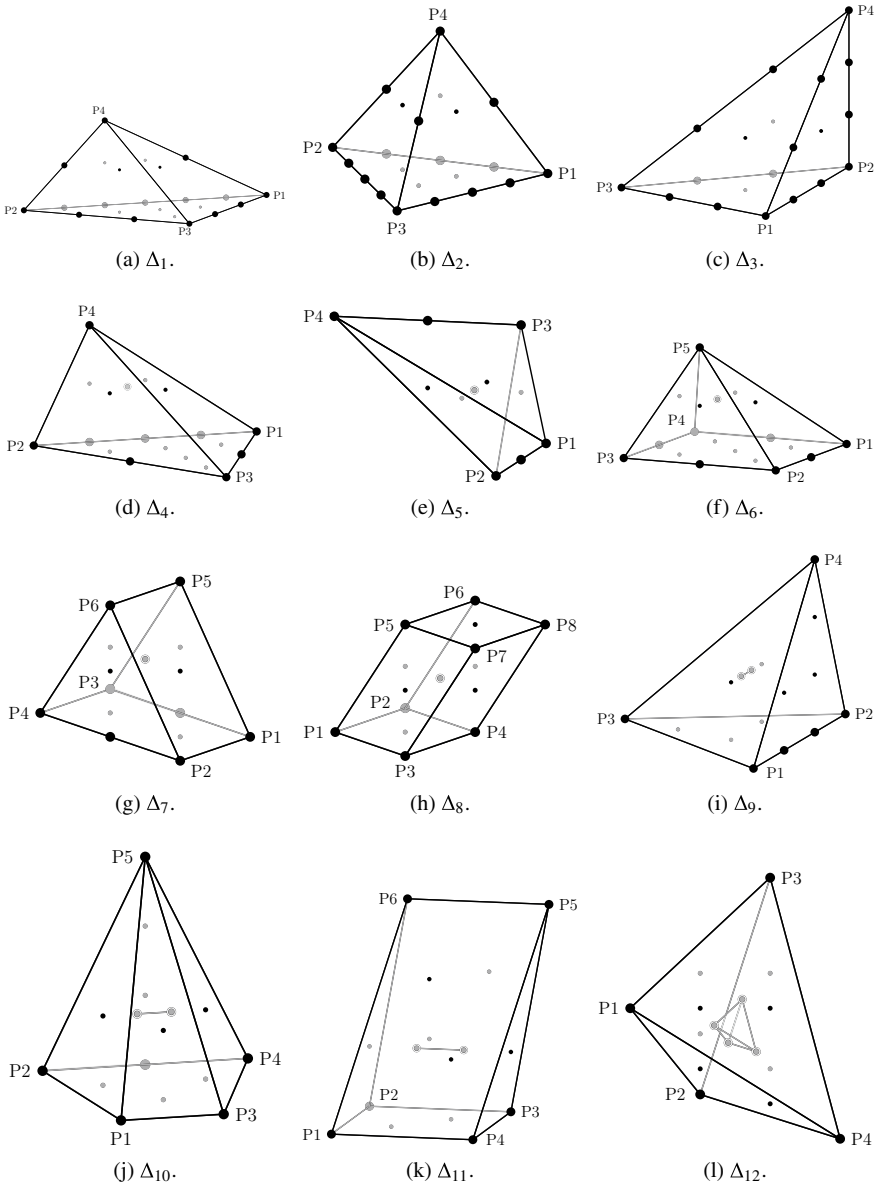 P4
P2
P1
P3
(a) Δ₁.
P4
P2
P1
P3
(b) Δ₂.
P4
P3
P2
P1
(c) Δ₃.
P4
P2
P1
P3
(d) Δ₄.
P4
P3
P1
P2
(e) Δ₅.
P5
P4
P3
P1
P2
(f) Δ₆.
P5
P6
P3
P4
P1
P2
(g) Δ₇.
P6
P5
P8
P7
P2
P1
P4
P3
(h) Δ₈.
P4
P3
P2
P1
(i) Δ₉.
P5
P2
P4
P1
P3
(j) Δ₁₀.
P6
P5
P2
P3
P1
P4
(k) Δ₁₁.
P3
P1
P2
P4
(l) Δ₁₂.